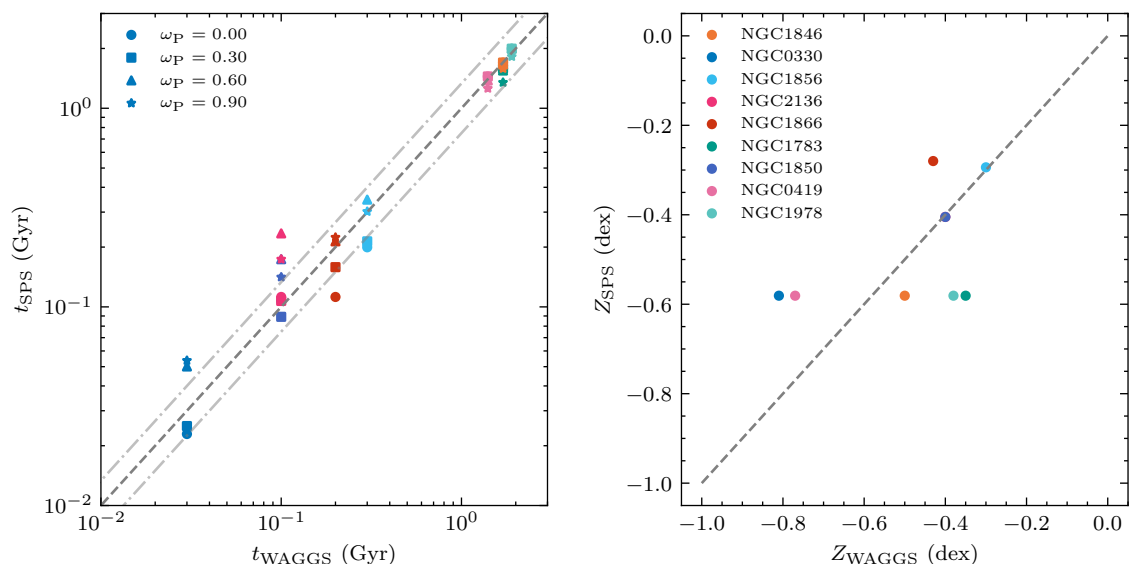 ω_P = 0.00
ω_P = 0.30
ω_P = 0.60
ω_P = 0.90
10^0
10^−1
10^−2
t_SPS (Gyr)
10^−2 10^−1 10^0
t_WAGGS (Gyr)
NGC1846
NGC0330
NGC1856
NGC2136
NGC1866
NGC1783
NGC1850
NGC0419
NGC1978
0.0
−0.2
−0.4
−0.6
−0.8
−1.0
Z_SPS (dex)
−1.0 −0.8 −0.6 −0.4 −0.2 0.0
Z_WAGGS (dex)